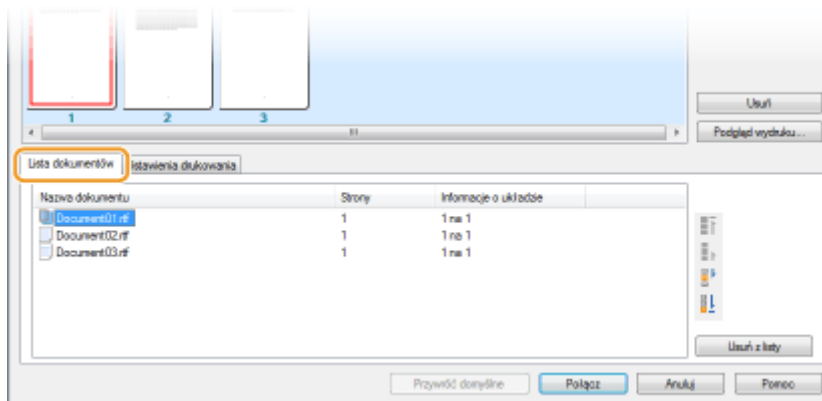 Usuń
1 2 3
Podgląd wydruku...
Lista dokumentów Ustawienia drukowania
Nazwa dokumentu Strony Informacje o układzie
Document01.rtf 1 1 na 1
Document02.rtf 1 1 na 1
Document03.rtf 1 1 na 1
Usuń z listy
Przywróć domyślne Połącz Anuluj Pomoc